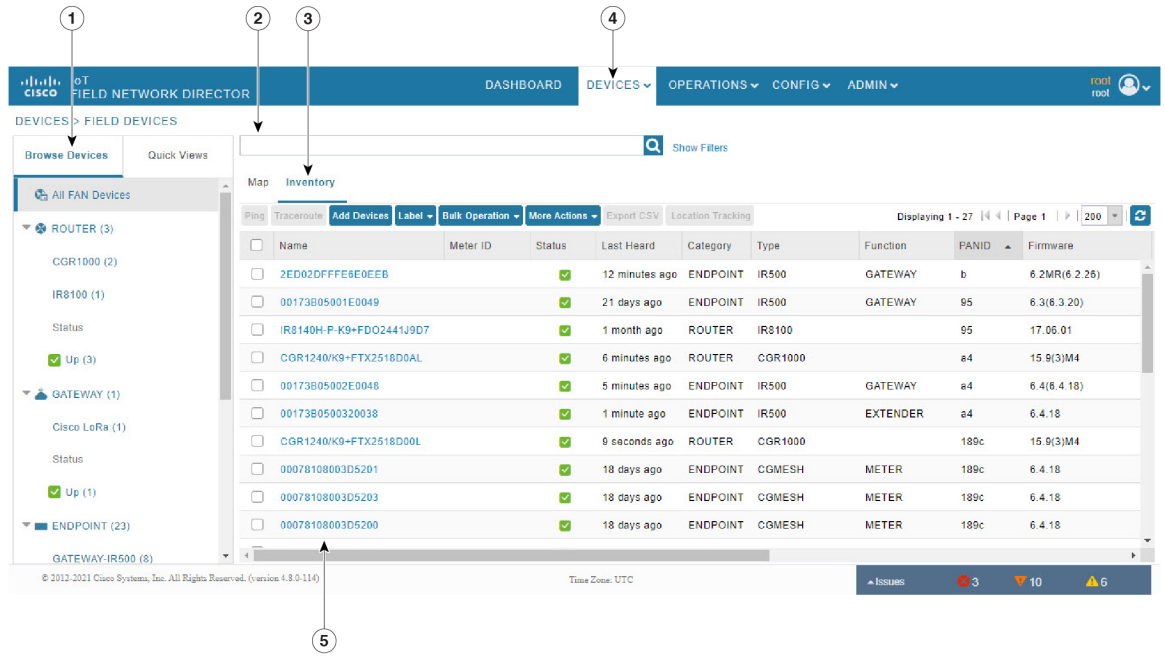 1 2 3 4
CISCO IoT
FIELD NETWORK DIRECTOR
DASHBOARD DEVICES OPERATIONS CONFIG ADMIN
root
root
DEVICES > FIELD DEVICES
Browse Devices Quick Views
Show Filters
Map Inventory
All FAN Devices
ROUTER (3)
CGR1000 (2)
IR8100 (1)
Status
Up (3)
GATEWAY (1)
Cisco LoRa (1)
Status
Up (1)
ENDPOINT (23)
GATEWAY-IR500 (8)
Ping Traceroute Add Devices Label Bulk Operation More Actions Export CSV Location Tracking Displaying 1 - 27 Page 1 200
Name Meter ID Status Last Heard Category Type Function PANID Firmware
2ED02DFFFE6E0EEB 12 minutes ago ENDPOINT IR500 GATEWAY b 6.2MR(6.2.26)
00173B05001E0049 21 days ago ENDPOINT IR500 GATEWAY 95 6.3(6.3.20)
IR8140H-P-K9+FDO2441J9D7 1 month ago ROUTER IR8100 95 17.06.01
CGR1240/K9+FTX2518D0AL 6 minutes ago ROUTER CGR1000 a4 15.9(3)M4
00173B05002E0048 5 minutes ago ENDPOINT IR500 GATEWAY a4 6.4(6.4.18)
00173B0500320038 1 minute ago ENDPOINT IR500 EXTENDER a4 6.4.18
CGR1240/K9+FTX2518D00L 9 seconds ago ROUTER CGR1000 189c 15.9(3)M4
00078108003D5201 18 days ago ENDPOINT CGMESH METER 189c 6.4.18
00078108003D5203 18 days ago ENDPOINT CGMESH METER 189c 6.4.18
00078108003D5200 18 days ago ENDPOINT CGMESH METER 189c 6.4.18
© 2012-2021 Cisco Systems, Inc. All Rights Reserved. (version 4.8.0-114) Time Zone: UTC Issues 3 10 6
5